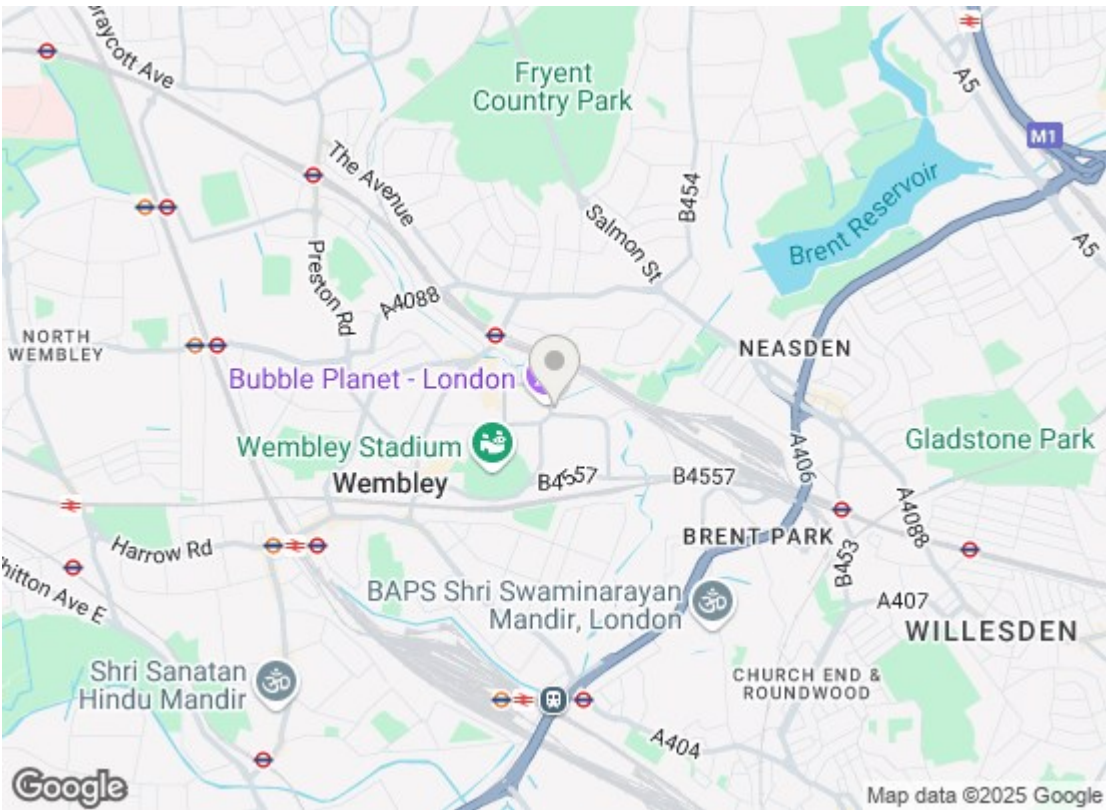 Draycott Ave
Fryent
Country Park
A5
M1
The Avenue
B454
Brent Reservoir
Salmon St
A5
Preston Rd
A4088
NORTH
WEMBLEY
NEASDEN
Bubble Planet - London
Wembley Stadium
Wembley
B4557
B4557
A406
Gladstone Park
A4088
Harrow Rd
BRENT PARK
B453
hitton Ave E
BAPS Shri Swaminarayan
Mandir, London
A407
WILLESDEN
Shri Sanatan
Hindu Mandir
CHURCH END &
ROUNDWOOD
A404
Google
Map data ©2025 Google